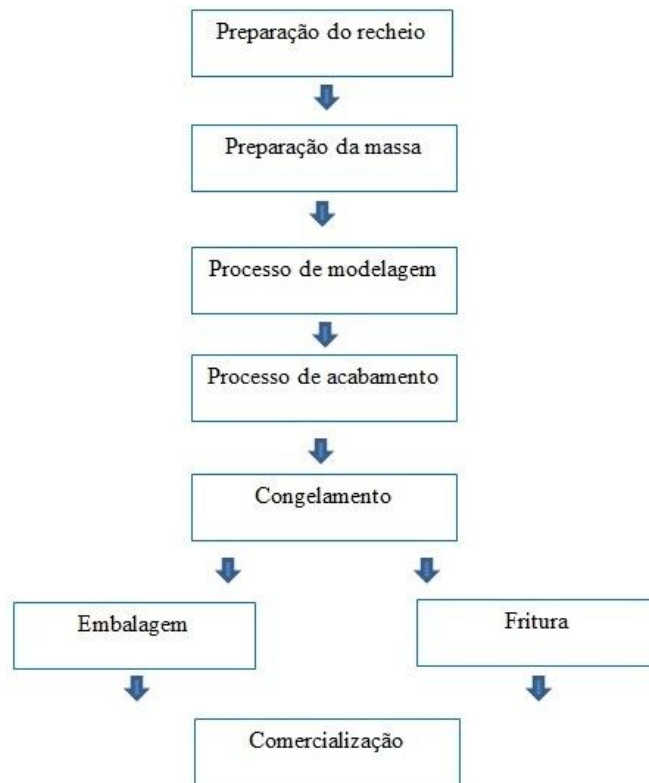 Preparação do recheio
Preparação da massa
Processo de modelagem
Processo de acabamento
Congelamento
Embalagem
Fritura
Comercialização